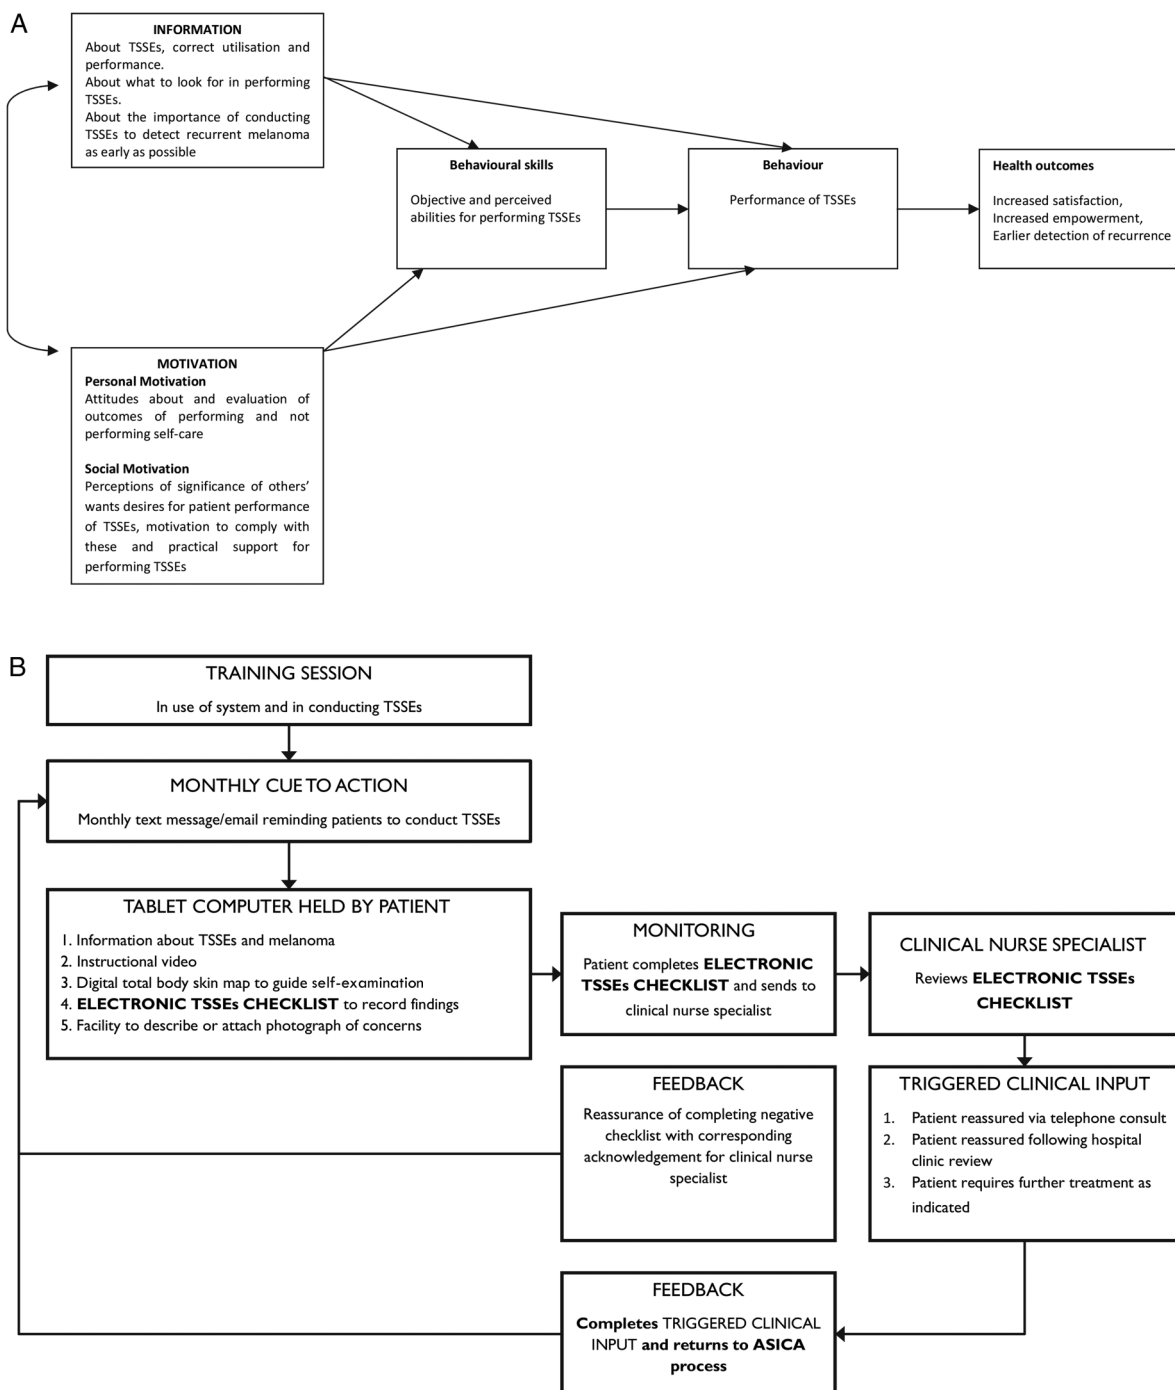 A
INFORMATION
About TSSEs, correct utilisation and
performance.
About what to look for in performing
TSSEs.
About the importance of conducting
TSSEs to detect recurrent melanoma
as early as possible
Behavioural skills
Objective and perceived
abilities for performing TSSEs
Behaviour
Performance of TSSEs
Health outcomes
Increased satisfaction,
Increased empowerment,
Earlier detection of recurrence
MOTIVATION
Personal Motivation
Attitudes about and evaluation of
outcomes of performing and not
performing self-care
Social Motivation
Perceptions of significance of others'
wants desires for patient performance
of TSSEs, motivation to comply with
these and practical support for
performing TSSEs
B
TRAINING SESSION
In use of system and in conducting TSSEs
MONTHLY CUE TO ACTION
Monthly text message/email reminding patients to conduct TSSEs
TABLET COMPUTER HELD BY PATIENT
1. Information about TSSEs and melanoma
2. Instructional video
3. Digital total body skin map to guide self-examination
4. ELECTRONIC TSSEs CHECKLIST to record findings
5. Facility to describe or attach photograph of concerns
MONITORING
Patient completes ELECTRONIC
TSSEs CHECKLIST and sends to
clinical nurse specialist
CLINICAL NURSE SPECIALIST
Reviews ELECTRONIC TSSEs
CHECKLIST
FEEDBACK
Reassurance of completing negative
checklist with corresponding
acknowledgement for clinical nurse
specialist
TRIGGERED CLINICAL INPUT
1. Patient reassured via telephone consult
2. Patient reassured following hospital
clinic review
3. Patient requires further treatment as
indicated
FEEDBACK
Completes TRIGGERED CLINICAL
INPUT and returns to ASICA
process